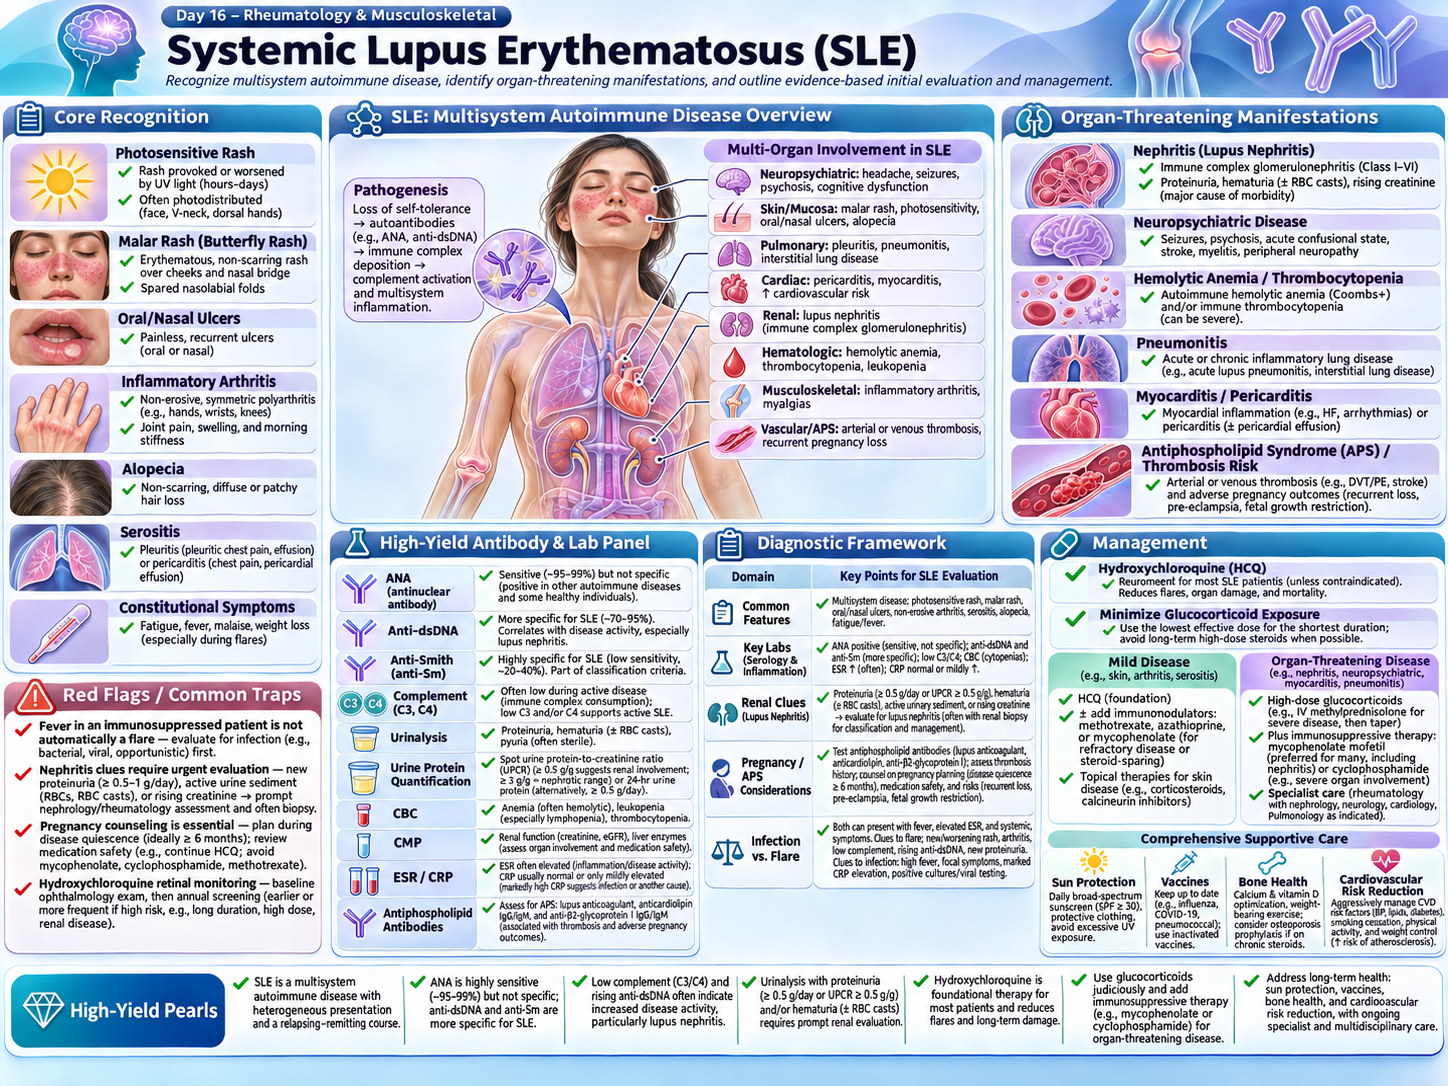 Day 16 – Rheumatology & Musculoskeletal
Systemic Lupus Erythematosus (SLE)
Recognize multisystem autoimmune disease, identify organ-threatening manifestations, and outline evidence-based initial evaluation and management.
Core Recognition
Photosensitive Rash
Rash provoked or worsened
by UV light (hours–days)
Often photodistributed
(face, V-neck, dorsal hands)
Malar Rash (Butterfly Rash)
Erythematous, non-scarring rash
over cheeks and nasal bridge
Spared nasolabial folds
Oral/Nasal Ulcers
Painless, recurrent ulcers
(oral or nasal)
Inflammatory Arthritis
Non-erosive, symmetric polyarthritis
(e.g., hands, wrists, knees)
Joint pain, swelling, and morning
stiffness
Alopecia
Non-scarring, diffuse or patchy
hair loss
Serositis
Pleuritis (pleuritic chest pain, effusion)
or pericarditis (chest pain, pericardial
effusion)
Constitutional Symptoms
Fatigue, fever, malaise, weight loss
(especially during flares)
Red Flags / Common Traps
Fever in an immunosuppressed patient is not
automatically a flare — evaluate for infection (e.g.,
bacterial, viral, opportunistic) first.
Nephritis clues require urgent evaluation — new
proteinuria (≥ 0.5–1 g/day), active urine sediment
(RBCs, RBC casts), or rising creatinine → prompt
nephrology/rheumatology assessment and often biopsy.
Pregnancy counseling is essential — plan during
disease quiescence (ideally ≥ 6 months); review
medication safety (e.g., continue HCQ; avoid
mycophenolate, cyclophosphamide, methotrexate).
Hydroxychloroquine retinal monitoring — baseline
ophthalmology exam, then annual screening (earlier or
more frequent if high risk, e.g., long duration, high dose,
renal disease).
SLE: Multisystem Autoimmune Disease Overview
Pathogenesis
Loss of self-tolerance
→ autoantibodies
(e.g., ANA, anti-dsDNA)
→ immune complex
deposition →
complement activation
and multisystem
inflammation.
Multi-Organ Involvement in SLE
Neuropsychiatric: headache, seizures,
psychosis, cognitive dysfunction
Skin/Mucosa: malar rash, photosensitivity,
oral/nasal ulcers, alopecia
Pulmonary: pleuritis, pneumonitis,
interstitial lung disease
Cardiac: pericarditis, myocarditis,
↑ cardiovascular risk
Renal: lupus nephritis
(immune complex glomerulonephritis)
Hematologic: hemolytic anemia,
thrombocytopenia, leukopenia
Musculoskeletal: inflammatory arthritis,
myalgias
Vascular/APS: arterial or venous thrombosis,
recurrent pregnancy loss
Organ-Threatening Manifestations
Nephritis (Lupus Nephritis)
Immune complex glomerulonephritis (Class I–VI)
Proteinuria, hematuria (± RBC casts), rising creatinine
(major cause of morbidity)
Neuropsychiatric Disease
Seizures, psychosis, acute confusional state,
stroke, myelitis, peripheral neuropathy
Hemolytic Anemia / Thrombocytopenia
Autoimmune hemolytic anemia (Coombs+)
and/or immune thrombocytopenia
(can be severe).
Pneumonitis
Acute or chronic inflammatory lung disease
(e.g., acute lupus pneumonitis, interstitial lung disease)
Myocarditis / Pericarditis
Myocardial inflammation (e.g., HF, arrhythmias) or
pericarditis (± pericardial effusion)
Antiphospholipid Syndrome (APS) /
Thrombosis Risk
Arterial or venous thrombosis (e.g., DVT/PE, stroke)
and adverse pregnancy outcomes (recurrent loss,
pre-eclampsia, fetal growth restriction).
High-Yield Antibody & Lab Panel
ANA
(antinuclear
antibody)
Sensitive (~95–99%) but not specific
(positive in other autoimmune diseases
and some healthy individuals).
Anti-dsDNA
More specific for SLE (~70–95%).
Correlates with disease activity, especially
lupus nephritis.
Anti-Smith
(anti-Sm)
Highly specific for SLE (low sensitivity,
~20–40%). Part of classification criteria.
C3 C4
Complement
(C3, C4)
Often low during active disease
(immune complex consumption);
low C3 and/or C4 supports active SLE.
Urinalysis
Proteinuria, hematuria (± RBC casts),
pyuria (often sterile).
Urine Protein
Quantification
Spot urine protein-to-creatinine ratio
(UPCR) (≥ 0.5 g/g suggests renal involvement;
≥ 3 g/g = nephrotic range) or 24-hr urine
protein (alternatively, ≥ 0.5 g/day).
CBC
Anemia (often hemolytic), leukopenia
(especially lymphopenia), thrombocytopenia.
CMP
Renal function (creatinine, eGFR), liver enzymes
(assess organ involvement and medication safety).
ESR / CRP
ESR often elevated (inflammation/disease activity);
CRP usually normal or only mildly elevated
(markedly high CRP suggests infection or another cause).
Antiphospholipid
Antibodies
Assess for APS: lupus anticoagulant, anticardiolipin
IgG/IgM, and anti-β2-glycoprotein I IgG/IgM
(associated with thrombosis and adverse pregnancy
outcomes).
Diagnostic Framework
Domain
Key Points for SLE Evaluation
Common
Features
Multisystem disease: photosensitive rash, malar rash,
oral/nasal ulcers, non-erosive arthritis, serositis, alopecia,
fatigue/fever.
Key Labs
(Serology &
Inflammation)
ANA positive (sensitive, not specific); anti-dsDNA and
anti-Sm (more specific); low C3/C4; CBC (cytopenias);
ESR ↑ (often); CRP normal or mildly ↑.
Renal Clues
(Lupus Nephritis)
Proteinuria (≥ 0.5 g/day or UPCR ≥ 0.5 g/g), hematuria
(± RBC casts), active urinary sediment, or rising creatinine
→ evaluate for lupus nephritis (often with renal biopsy
for classification and management).
Pregnancy /
APS
Considerations
Test antiphospholipid antibodies (lupus anticoagulant,
anticardiolipin, anti-β2-glycoprotein I); assess thrombosis
history; counsel on pregnancy planning (disease quiescence
≥ 6 months), medication safety, and risks (recurrent loss,
pre-eclampsia, fetal growth restriction).
Infection
vs. Flare
Both can present with fever, elevated ESR, and systemic
symptoms. Clues to flare: new/worsening rash, arthritis,
low complement, rising anti-dsDNA, new proteinuria.
Clues to infection: high fever, focal symptoms, marked
CRP elevation, positive cultures/viral testing.
Management
Hydroxychloroquine (HCQ)
Reuroment for most SLE patientis (unless contraindicated).
Reduces flares, organ damage, and mortality.
Minimize Glucocorticoid Exposure
Use the lowest effective dose for the shortest duration;
avoid long-term high-dose steroids when possible.
Mild Disease
(e.g., skin, arthritis, serositis)
HCQ (foundation)
± add immunomodulators:
methotrexate, azathioprine,
or mycophenolate (for
refractory disease or
steroid-sparing)
Topical therapies for skin
disease (e.g., corticosteroids,
calcineurin inhibitors)
Organ-Threatening Disease
(e.g., nephritis, neuropsychiatric,
myocarditis, pneumonitis)
High-dose glucocorticoids
(e.g., IV methylprednisolone for
severe disease, then taper)
Plus immunosuppressive therapy:
mycophenolate mofetil
(preferred for many, including
nephritis) or cyclophosphamide
(e.g., severe organ involvement)
Specialist care (rheumatology
with nephrology, neurology, cardiology,
Pulmonology as indicated).
Comprehensive Supportive Care
Sun Protection
Daily broad-spectrum
sunscreen (SPF ≥ 30),
protective clothing,
avoid excessive UV
exposure.
Vaccines
Keep up to date
(e.g., influenza,
COVID-19,
pneumococcal);
use inactivated
vaccines.
Bone Health
Calcium & vitamin D
optimization, weight-
bearing exercise;
consider osteoporosis
prophylaxis if on
chronic steroids.
Cardiovascular
Risk Reduction
Aggressively manage CVD
risk factors (BP, lipids, diabetes),
smoking cessation, physical
activity, and weight control
(↑ risk of atherosclerosis).
High-Yield Pearls
SLE is a multisystem
autoimmune disease with
heterogeneous presentation
and a relapsing–remitting course.
ANA is highly sensitive
(~95–99%) but not specific;
anti-dsDNA and anti-Sm are
more specific for SLE.
Low complement (C3/C4) and
rising anti-dsDNA often indicate
increased disease activity,
particularly lupus nephritis.
Urinalysis with proteinuria
(≥ 0.5 g/day or UPCR ≥ 0.5 g/g)
and/or hematuria (± RBC casts)
requires prompt renal evaluation.
Hydroxychloroquine is
foundational therapy for
most patients and reduces
flares and long-term damage.
Use glucocorticoids
judiciously and add
immunosuppressive therapy
(e.g., mycophenolate or
cyclophosphamide) for
organ-threatening disease.
Address long-term health:
sun protection, vaccines,
bone health, and cardiooascular
risk reduction, with ongoing
specialist and multidisciplinary care.